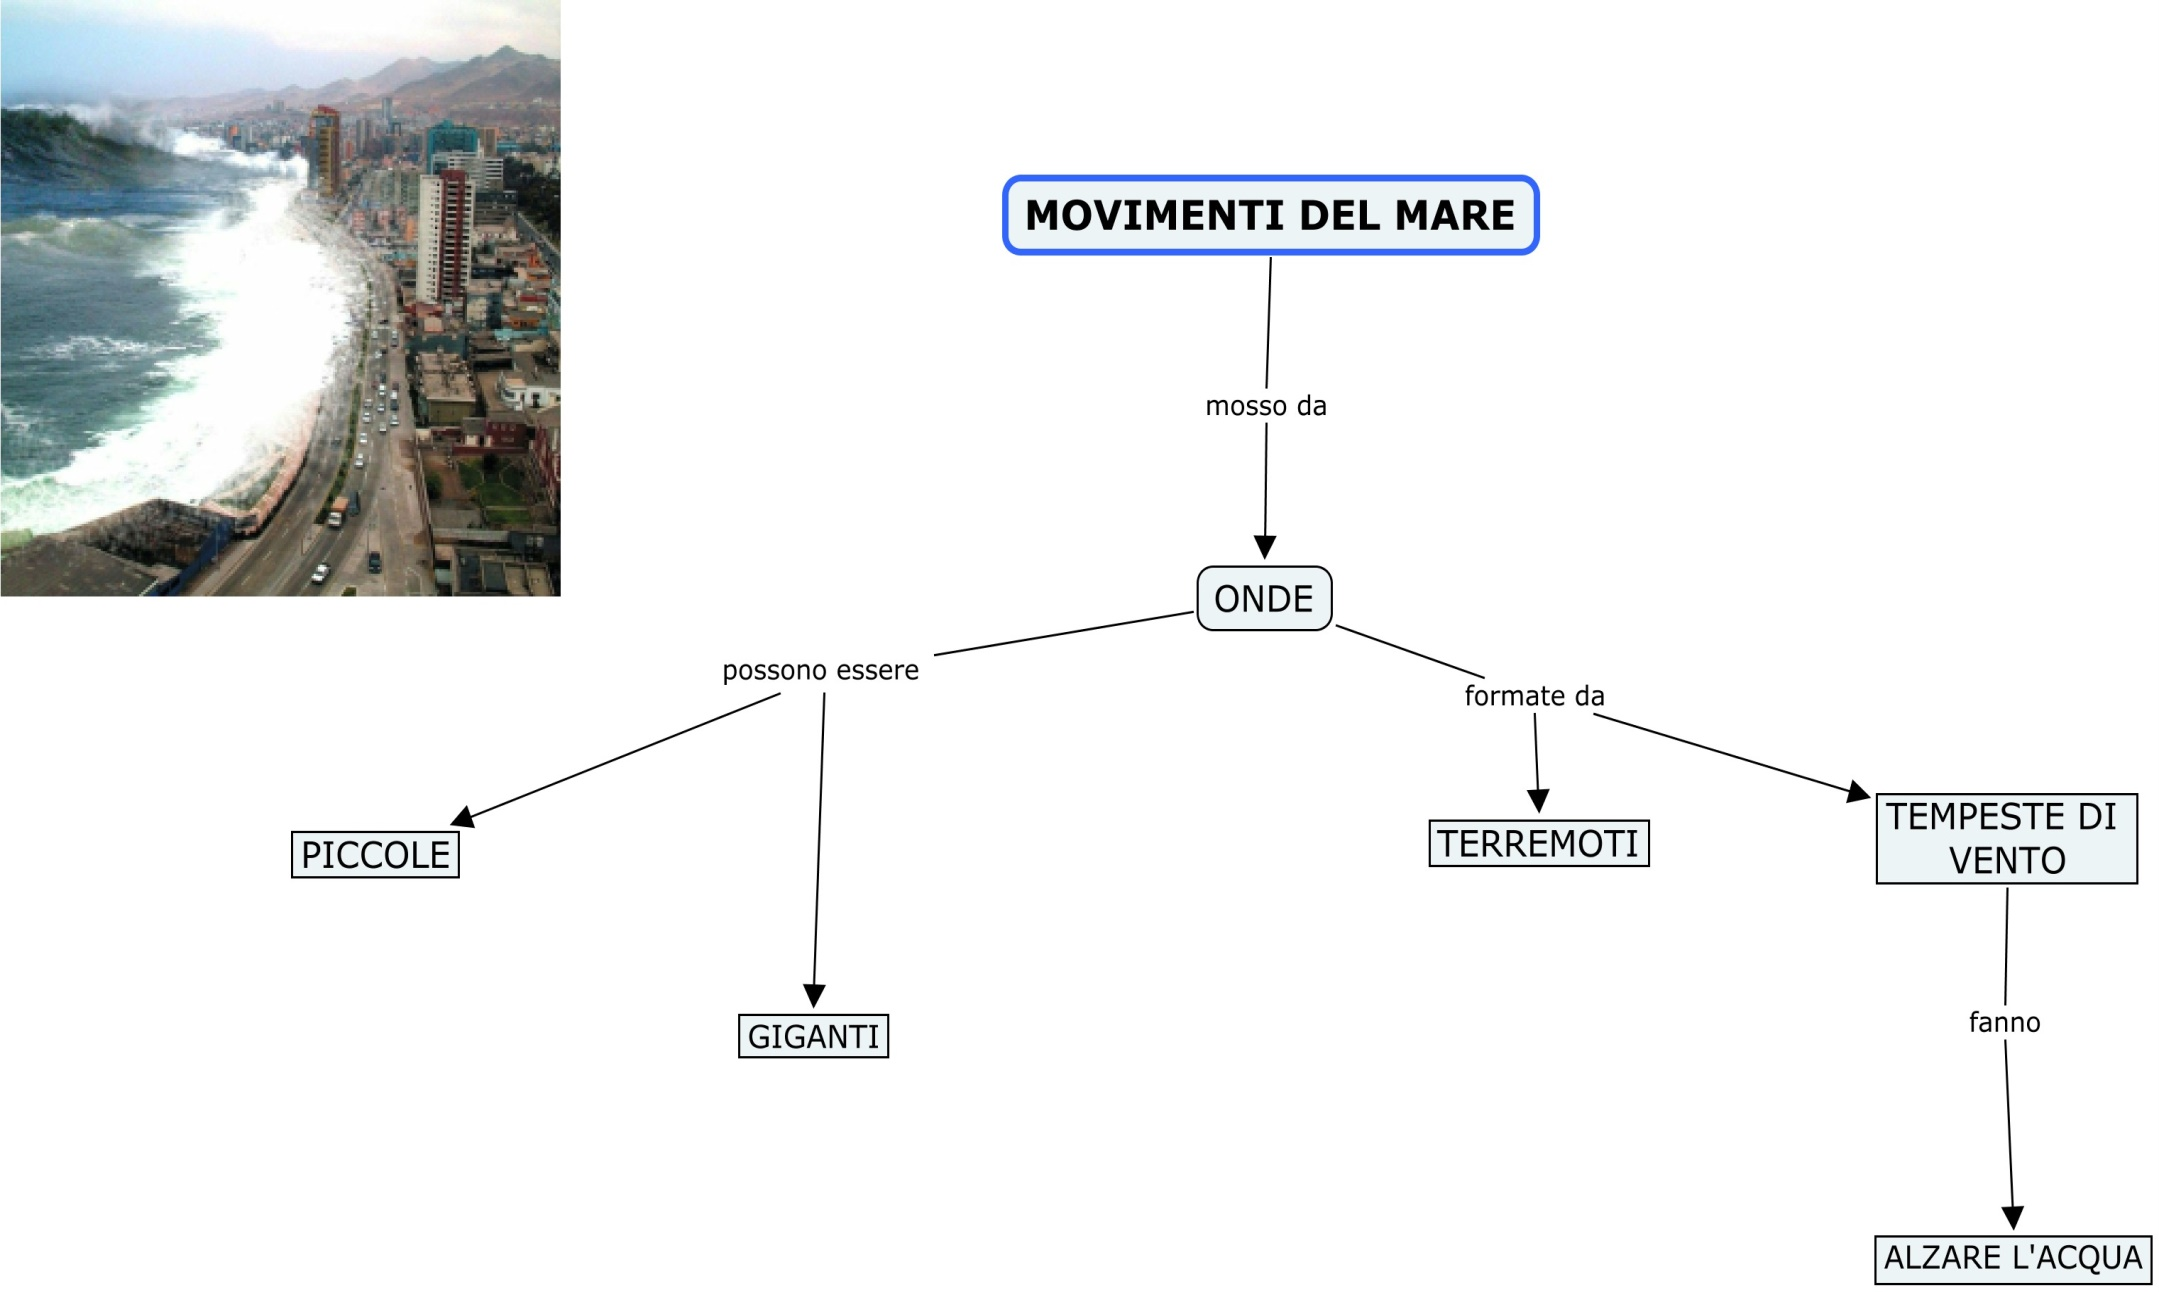 MOVIMENTI DEL MARE
mosso da
ONDE
possono essere
formate da
PICCOLE
GIGANTI
TERREMOTI
TEMPESTE DI
VENTO
fanno
ALZARE L'ACQUA